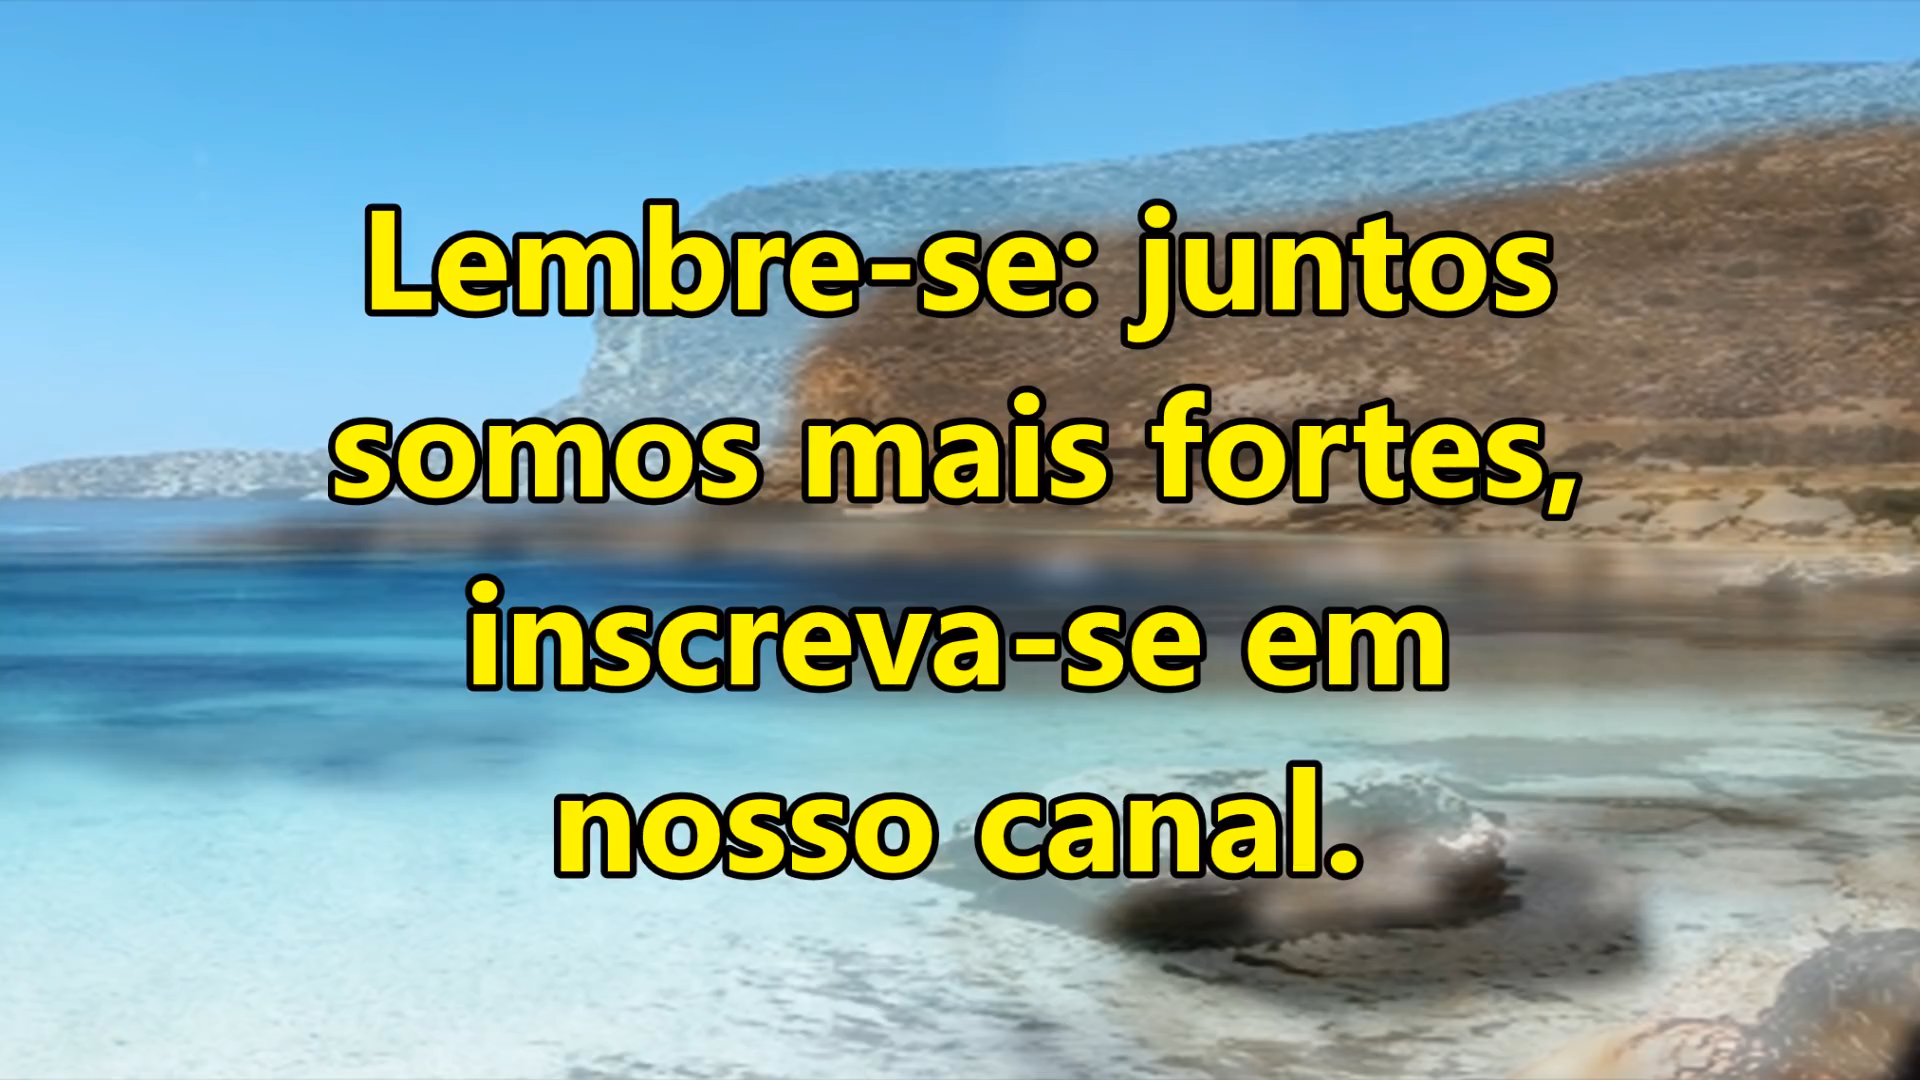 Lembre-se: juntos
somos mais fortes,
inscreva-se em
nosso canal.